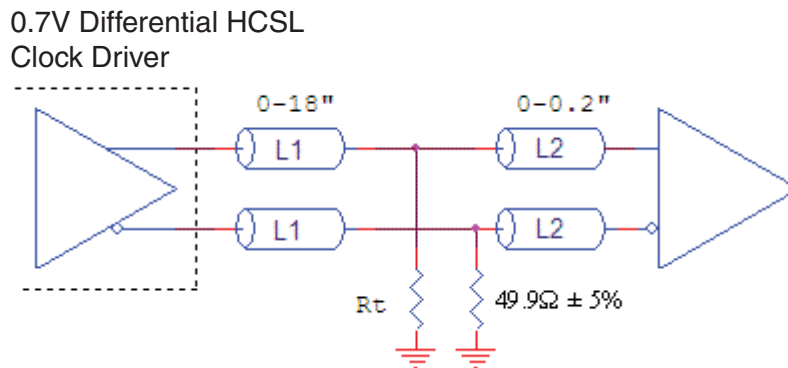 0.7V Differential HCSL
Clock Driver
0-18"
0-0.2"
L1
L2
L1
L2
Rt
49.9Ω ± 5%